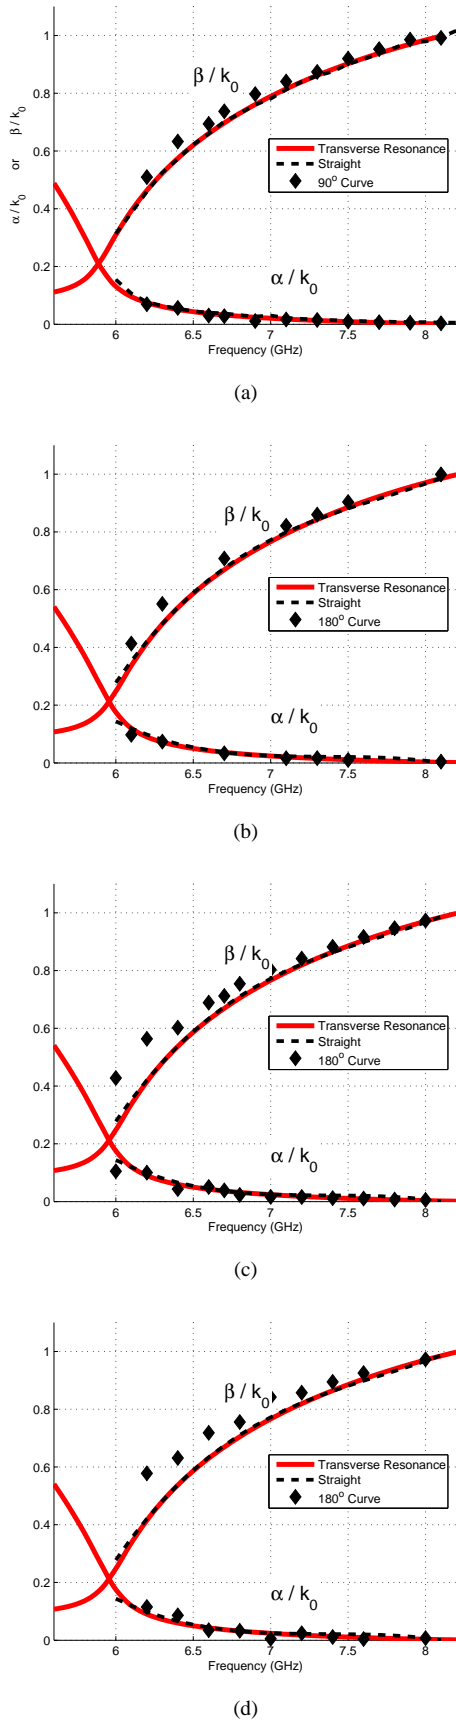 1
0.8
0.6
0.4
0.2
0
α / k0 or β / k0
β / k0
Transverse Resonance
Straight
90° Curve
α / k0
6 6.5 7 7.5 8
Frequency (GHz)
(a)
1
0.8
0.6
0.4
0.2
0
β / k0
Transverse Resonance
Straight
180° Curve
α / k0
6 6.5 7 7.5 8
Frequency (GHz)
(b)
1
0.8
0.6
0.4
0.2
0
β / k0
Transverse Resonance
Straight
180° Curve
α / k0
6 6.5 7 7.5 8
Frequency (GHz)
(c)
1
0.8
0.6
0.4
0.2
0
β / k0
Transverse Resonance
Straight
180° Curve
α / k0
6 6.5 7 7.5 8
Frequency (GHz)
(d)